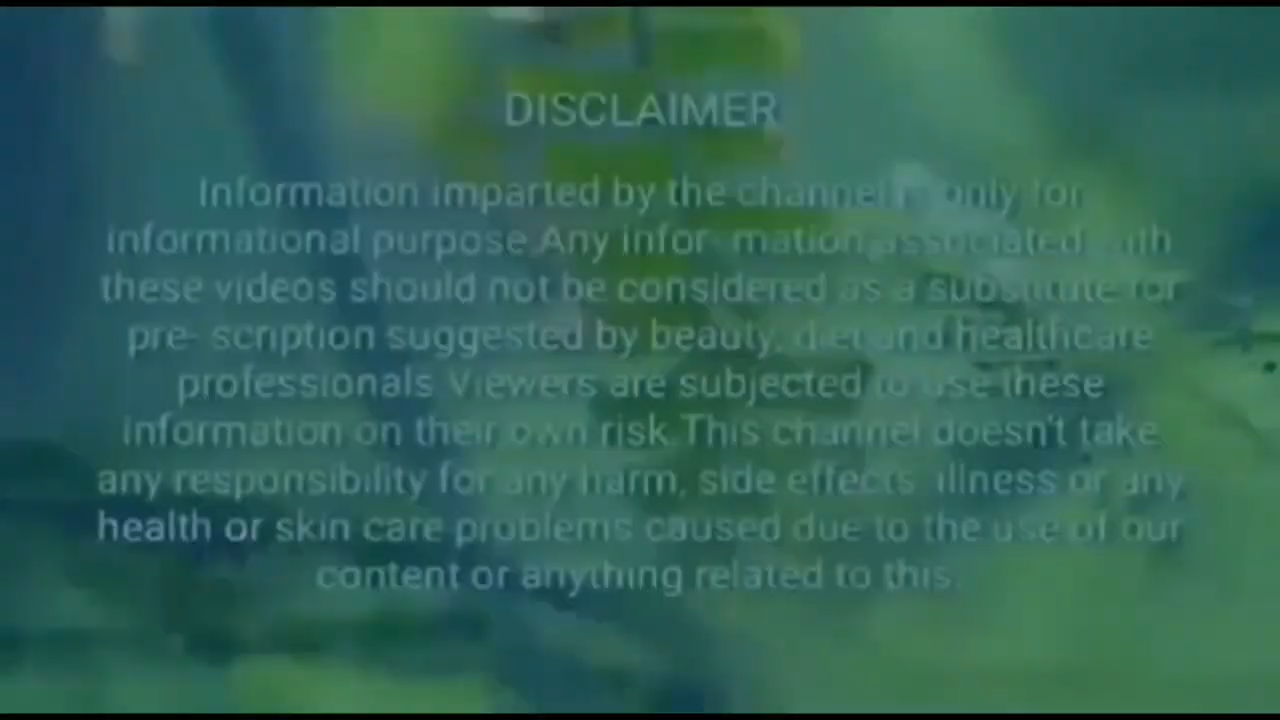 DISCLAIMER
Information imparted by the channel is only for
informational purpose.Any infor- mation associated with
these videos should not be considered as a substitute for
pre- scription suggested by beauty, diet and healthcare
professionals. Viewers are subjected to use these
information on their own risk.This channel doesn't take
any responsibility for any harm, side effects, illness or any
health or skin care problems caused due to the use of our
content or anything related to this.